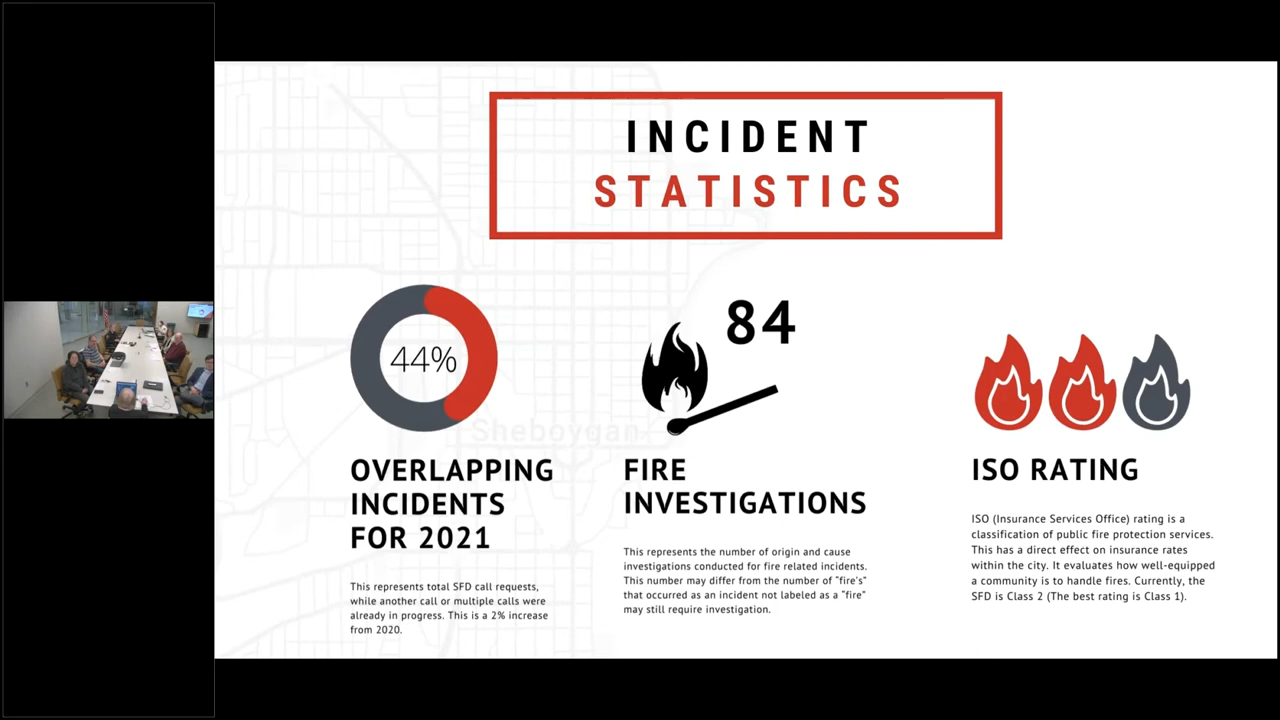 INCIDENT
STATISTICS
44%
84
Sheboygan
OVERLAPPING
INCIDENTS
FOR 2021
This represents total SFD call requests,
while another call or multiple calls were
already in progress. This is a 2% increase
from 2020.
FIRE
INVESTIGATIONS
This represents the number of origin and cause
investigations conducted for fire related incidents.
This number may differ from the number of "fire's"
that occurred as an incident not labeled as a "fire"
may still require investigation.
ISO RATING
ISO (Insurance Services Office) rating is a
classification of public fire protection services.
This has a direct effect on insurance rates
within the city. It evaluates how well-equipped
a community is to handle fires. Currently, the
SFD is Class 2 (The best rating is Class 1).